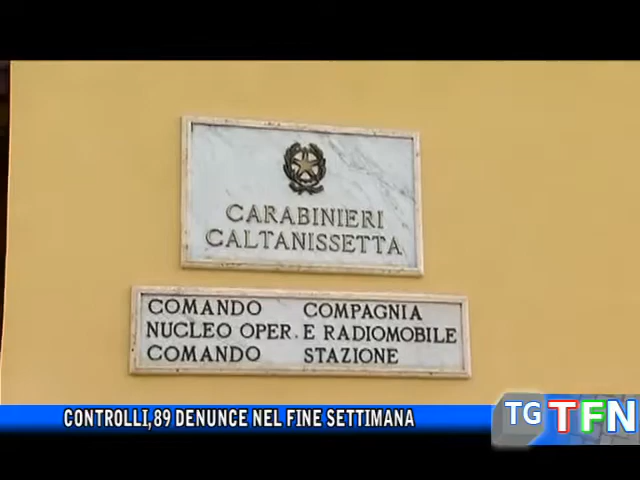 CARABINIERI
CALTANISSETTA
COMANDO COMPAGNIA
NUCLEO OPER. E RADIOMOBILE
COMANDO STAZIONE
CONTROLLI,89 DENUNCE NEL FINE SETTIMANA
TG TFN